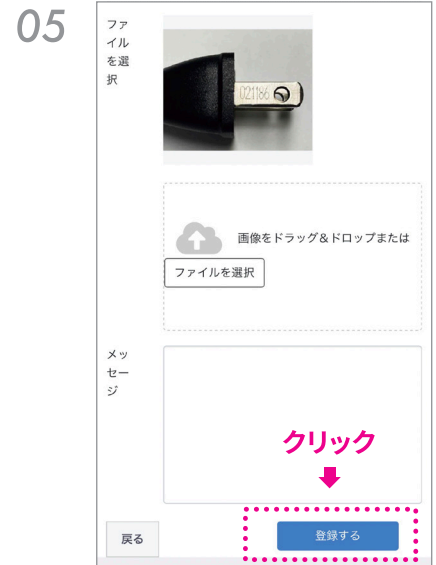 05
ファ
イル
を選
択
021186
画像をドラッグ&ドロップまたは
ファイルを選択
メッ
セー
ジ
クリック
戻る
登録する